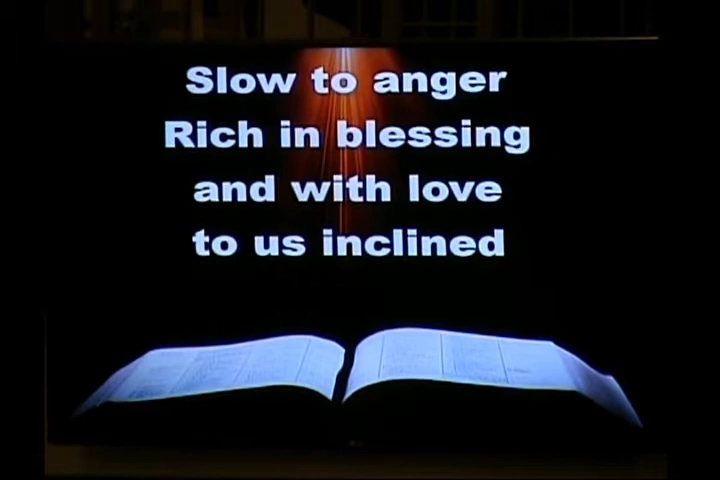 Slow to anger
Rich in blessing
and with love
to us inclined